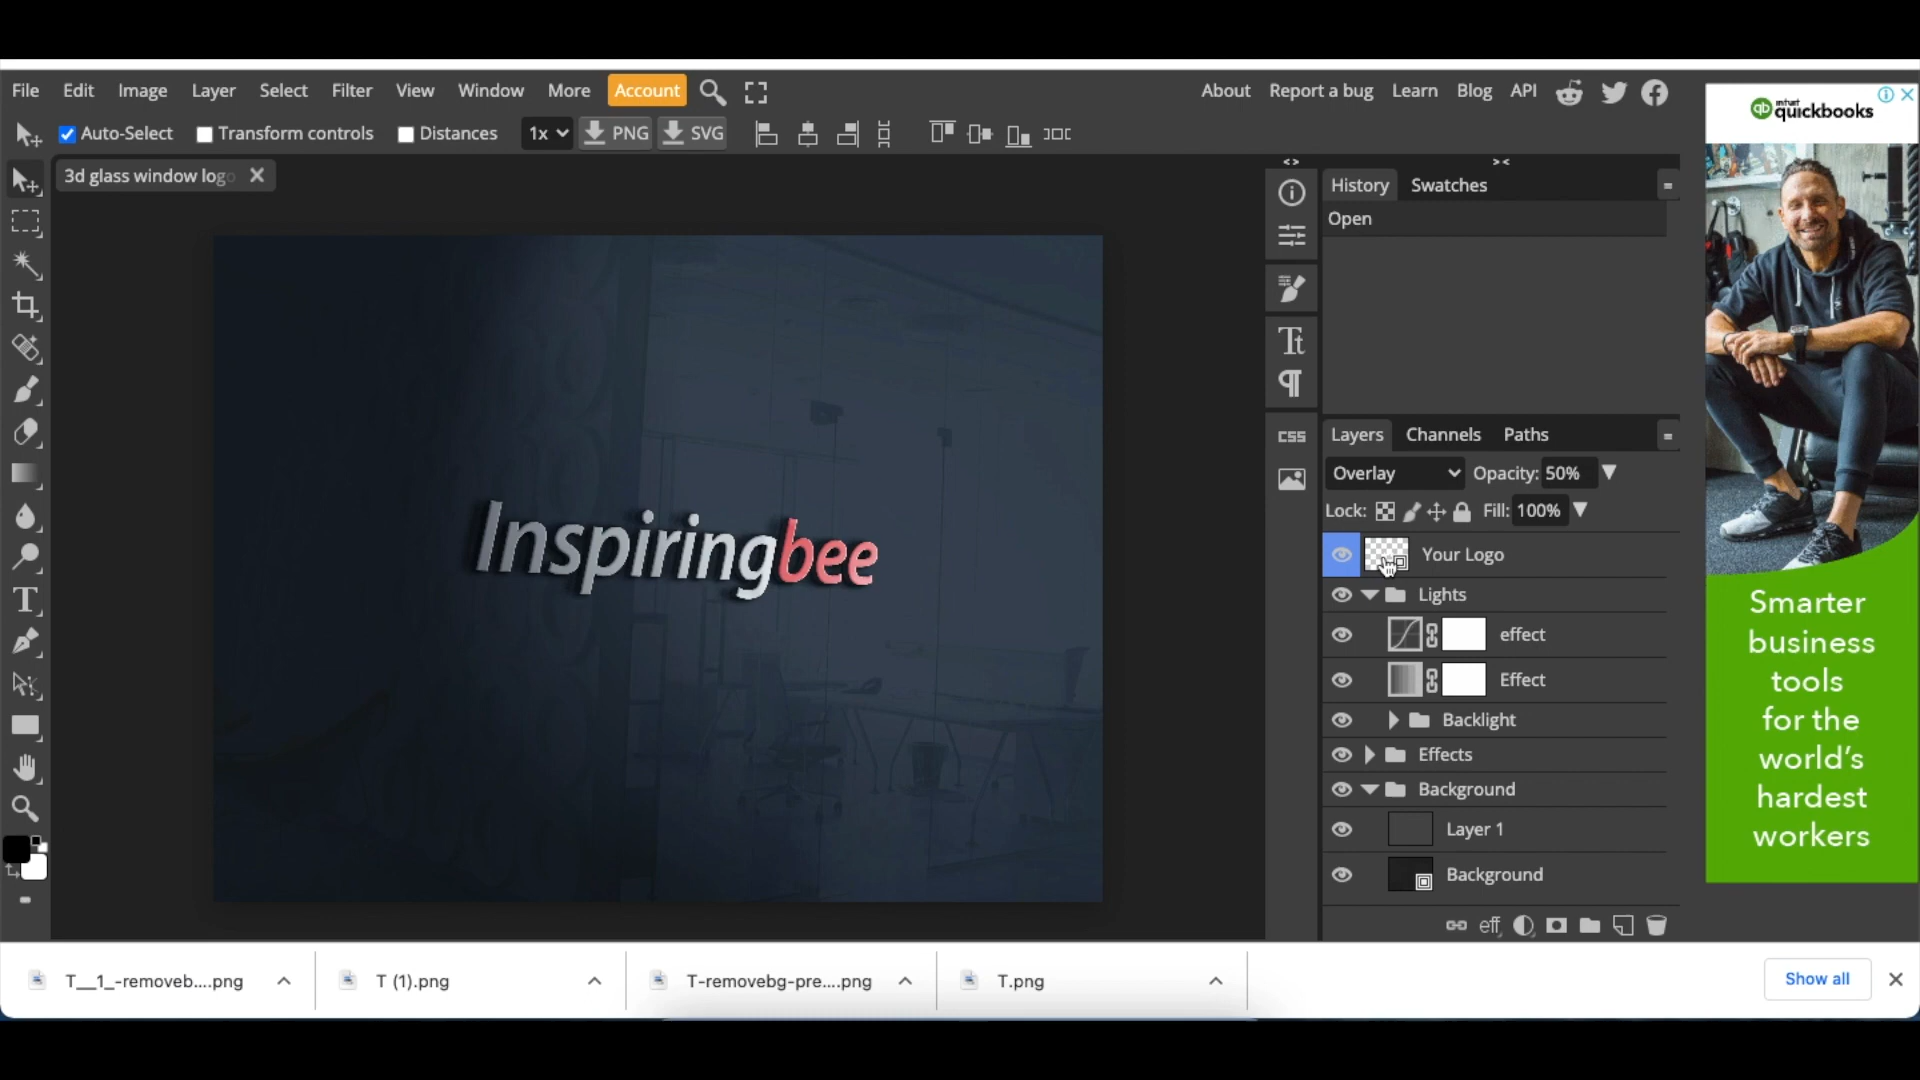 File Edit Image Layer Select Filter View Window More Account About Report a bug Learn Blog API
Auto-Select Transform controls Distances 1x PNG SVG
3d glass window logo
History Swatches
Open
Inspiringbee
CSS
Layers Channels Paths
Overlay Opacity: 50%
Lock: Fill: 100%
Your Logo
Lights
effect
Effect
Backlight
Effects
Background
Layer 1
Background
eff
intuit
quickbooks
Smarter
business
tools
for the
world's
hardest
workers
T__1_-removeb....png T (1).png T-removebg-pre....png T.png Show all